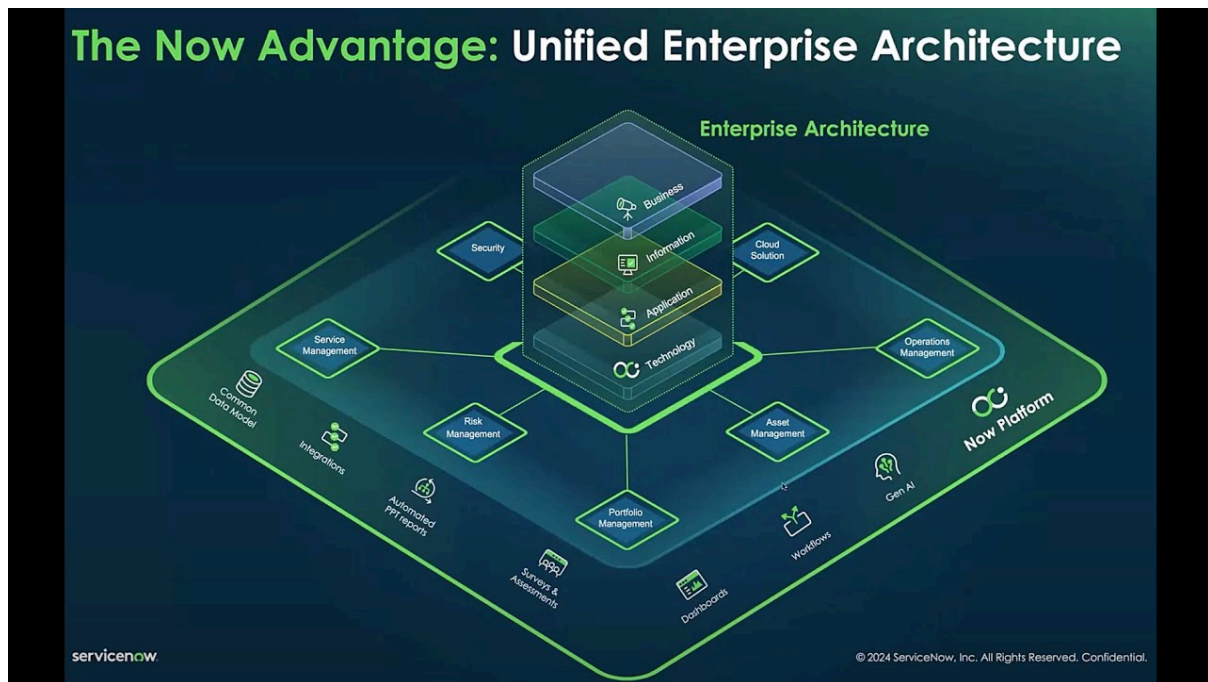 The Now Advantage: Unified Enterprise Architecture
Enterprise Architecture
Business
Information
Application
Technology
Security
Cloud
Solution
Service
Management
Operations
Management
Risk
Management
Asset
Management
Portfolio
Management
Common
Data Model
Integrations
Automated
PPT reports
Surveys &
Assessments
Dashboards
Workflows
Gen AI
Now Platform
servicenow.
© 2024 ServiceNow, Inc. All Rights Reserved. Confidential.